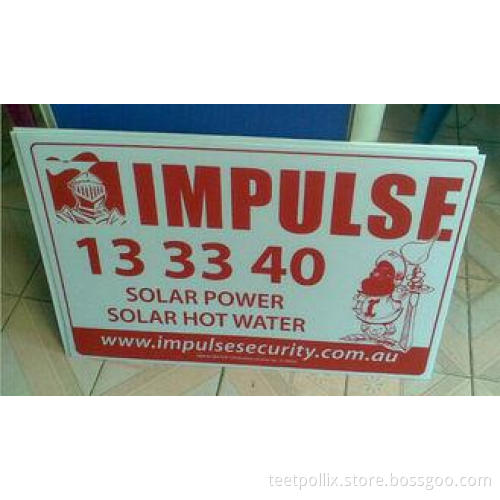 IMPULSE
13 33 40
SOLAR POWER
SOLAR HOT WATER
www.impulsesecurity.com.au
teetpollix.store.bossgoo.com